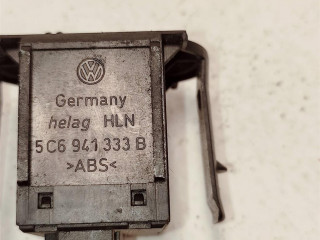 Germany
helag HLN
5C6 941 333 B
>ABS<